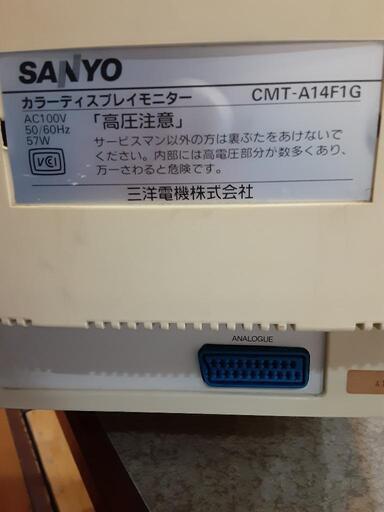 SANYO
カラーディスプレイモニター CMT-A14F1G
AC100V
50/60Hz
57W
VCI
「高圧注意」
サービスマン以外の方は裏ぶたをあけないで
ください。内部には高電圧部分が数多くあり、
万一さわると危険です。
三洋電機株式会社
ANALOGUE